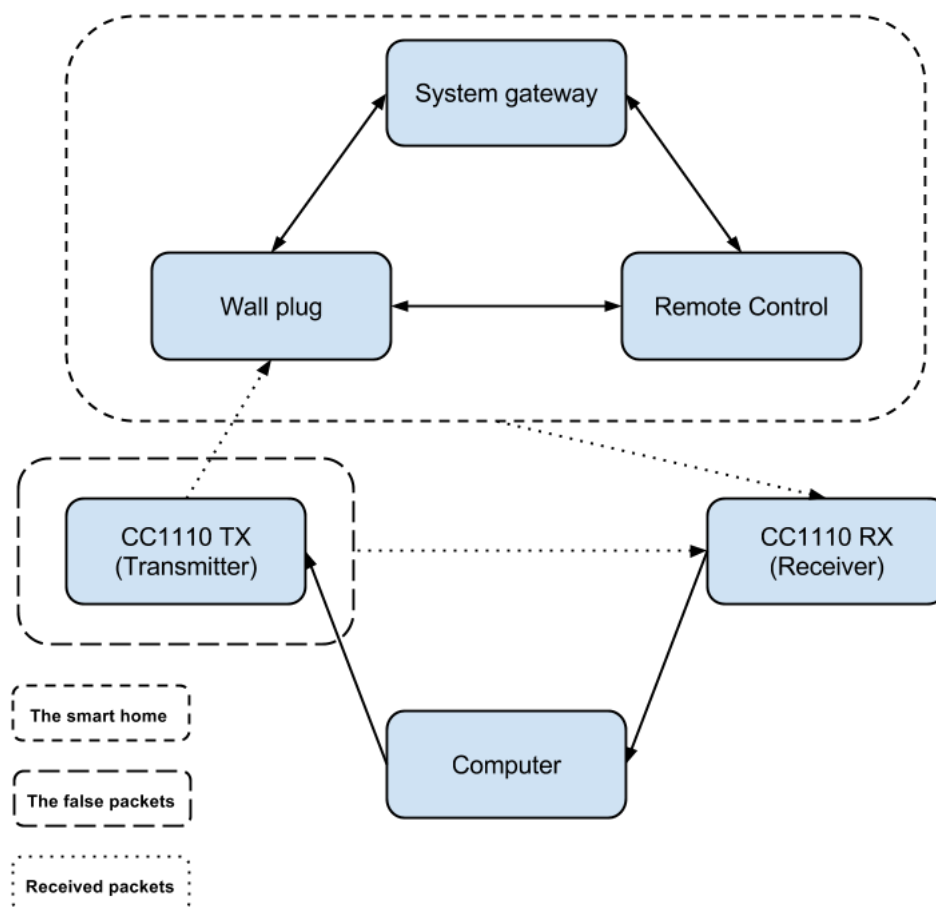 System gateway
Wall plug
Remote Control
CC1110 TX
(Transmitter)
CC1110 RX
(Receiver)
The smart home
Computer
The false packets
Received packets